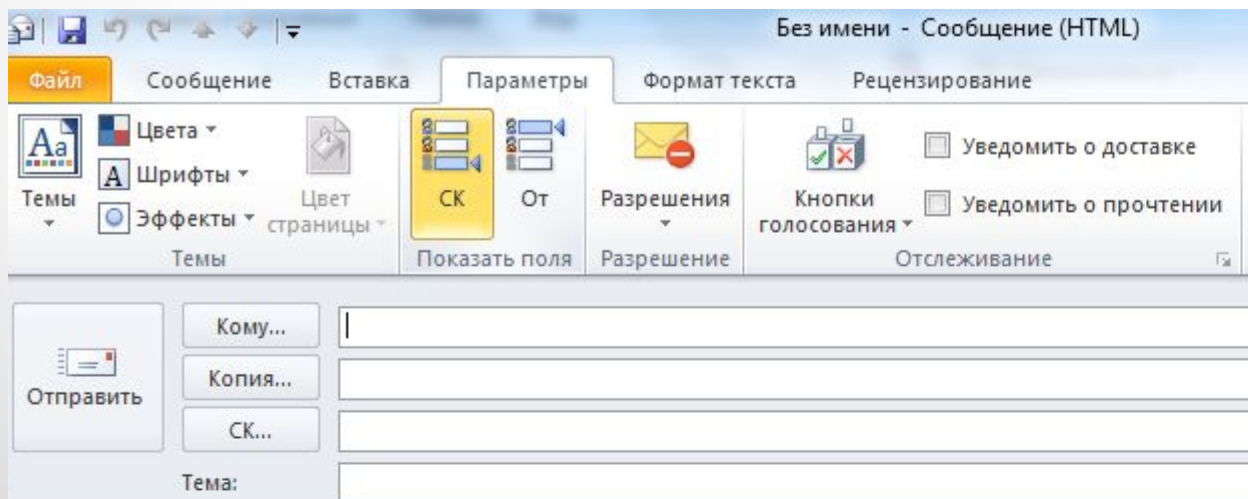 Без имени - Сообщение (HTML)
Файл Сообщение Вставка Параметры Формат текста Рецензирование
Aa
Темы
Цвета
A Шрифты
Эффекты
Цвет страницы
СК
От
Разрешения
Кнопки голосования
Уведомить о доставке
Уведомить о прочтении
Темы Показать поля Разрешение Отслеживание
Отправить
Кому...
Копия...
СК...
Тема: